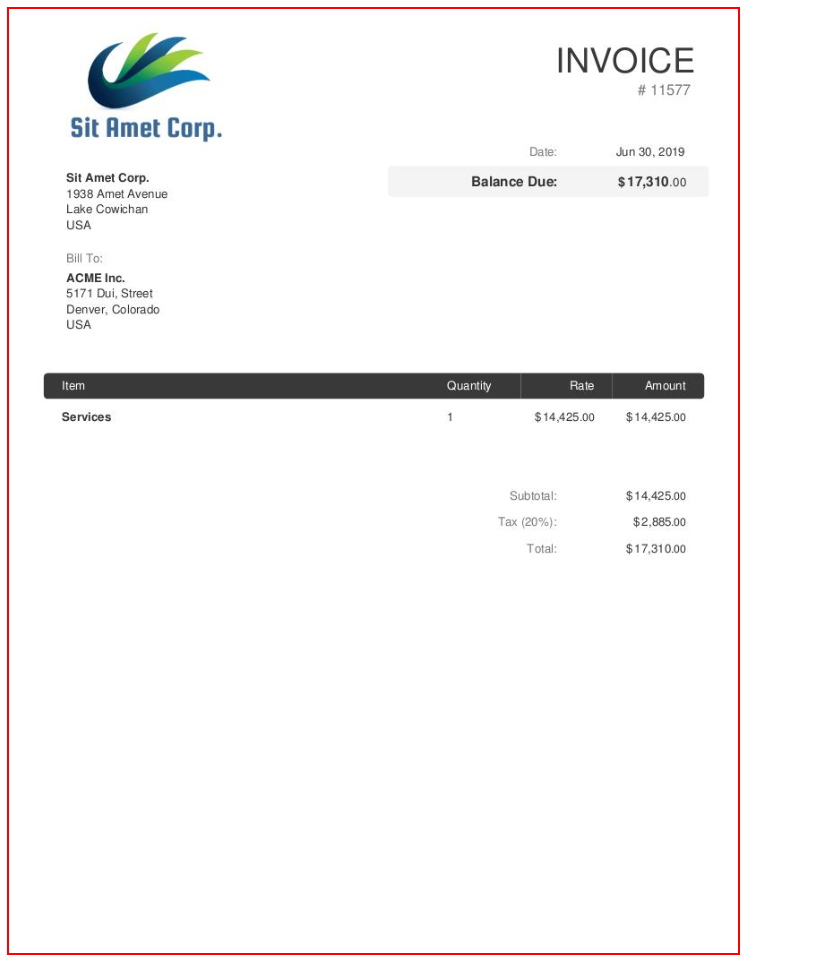 Sit Amet Corp.
INVOICE
# 11577
Date: Jun 30, 2019
Balance Due: $17,310.00
Sit Amet Corp.
1938 Amet Avenue
Lake Cowichan
USA
Bill To:
ACME Inc.
5171 Dui, Street
Denver, Colorado
USA
Item Quantity Rate Amount
Services 1 $14,425.00 $14,425.00
Subtotal: $14,425.00
Tax (20%): $2,885.00
Total: $17,310.00